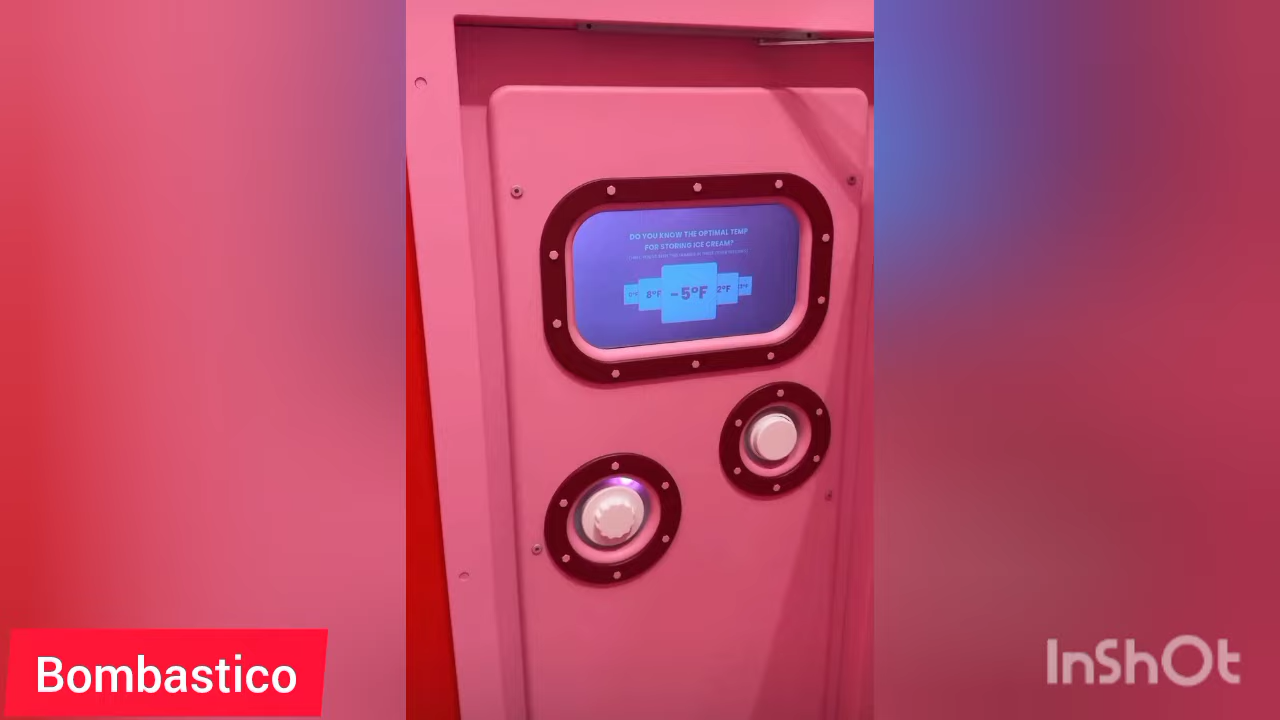 DO YOU KNOW THE OPTIMAL TEMP
FOR STORING ICE CREAM?
8°F -5°F 2°F
Bombastico
InShOt